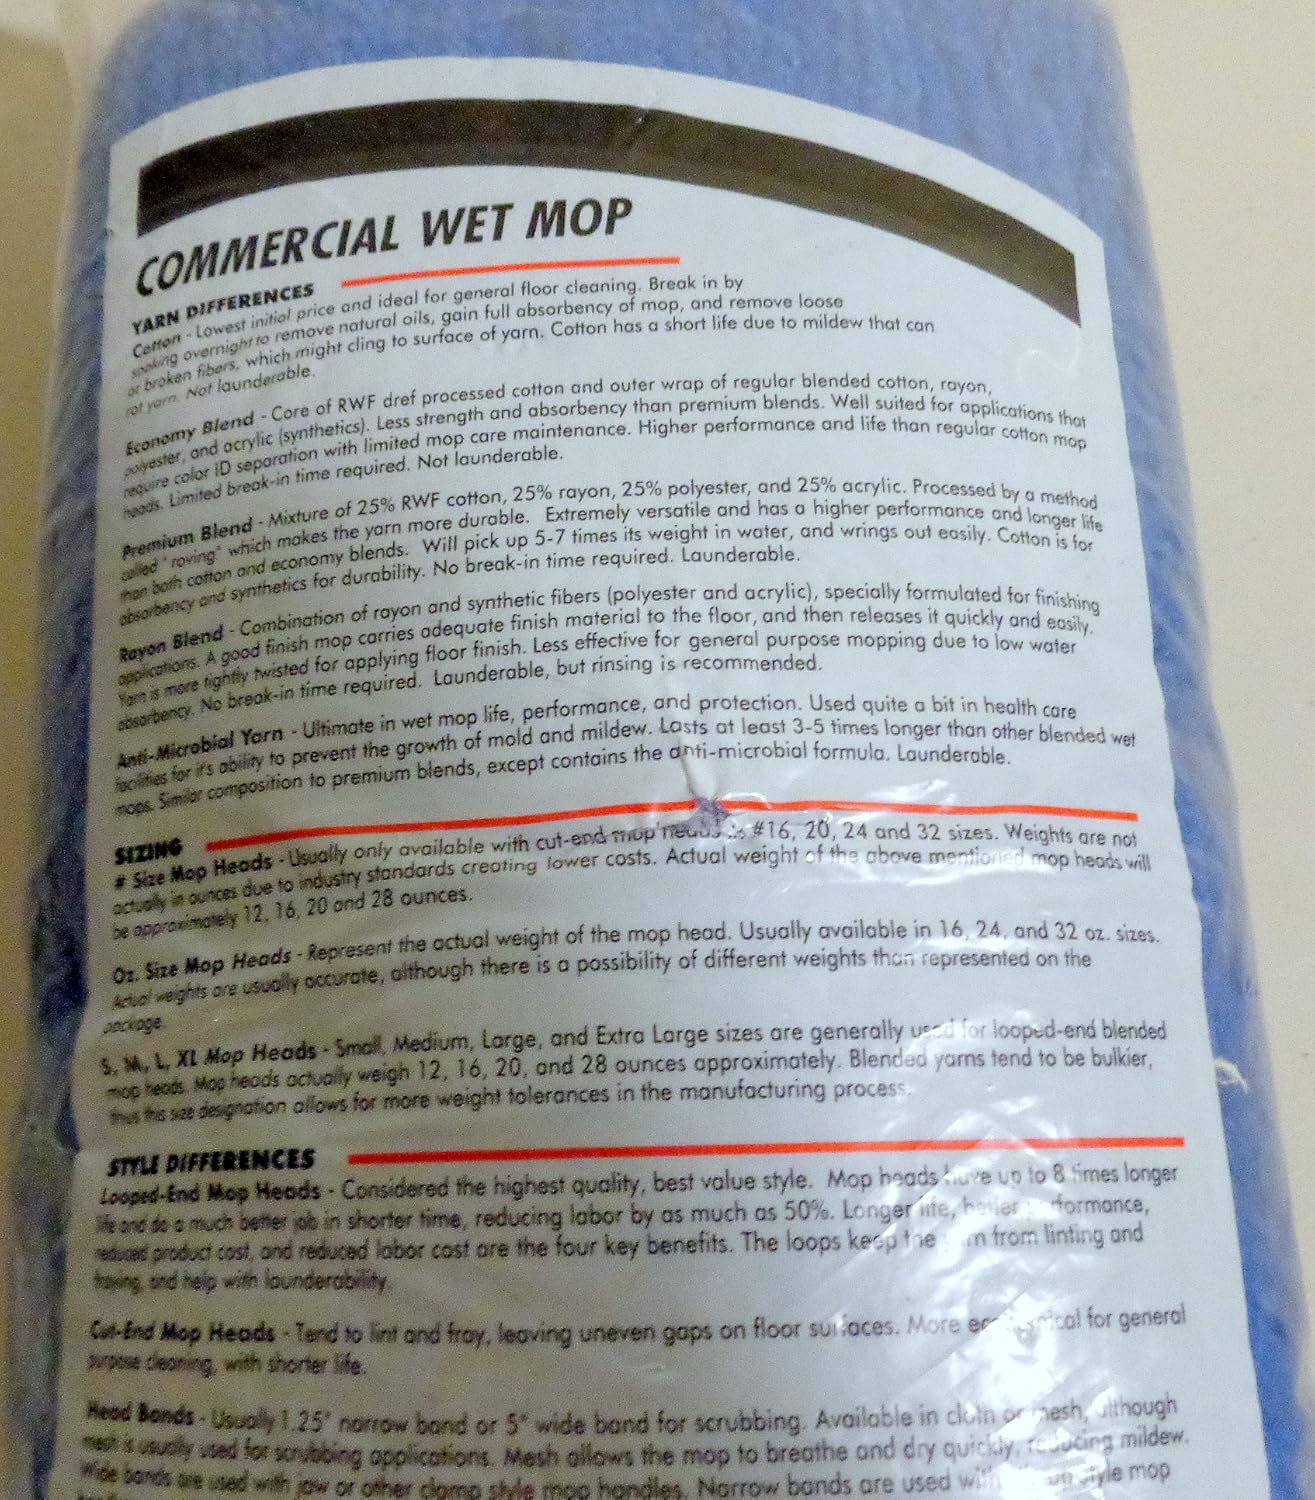 COMMERCIAL WET MOP
YARN DIFFERENCES
Cotton - Lowest initial price and ideal for general floor cleaning. Break in by
soaking overnight to remove natural oils, gain full absorbency of mop, and remove loose
or broken fibers, which might cling to surface of yarn. Cotton has a short life due to mildew that can
rot yarn. Not launderable.
Economy Blend - Core of RWF dref processed cotton and outer wrap of regular blended cotton, rayon,
polyester, and acrylic (synthetics). Less strength and absorbency than premium blends. Well suited for applications that
require color ID separation with limited mop care maintenance. Higher performance and life than regular cotton mop
heads. Limited break-in time required. Not launderable.
Premium Blend - Mixture of 25% RWF cotton, 25% rayon, 25% polyester, and 25% acrylic. Processed by a method
called "roving" which makes the yarn more durable. Extremely versatile and has a higher performance and longer life
than both cotton and economy blends. Will pick up 5-7 times its weight in water, and wrings out easily. Cotton is for
absorbency and synthetics for durability. No break-in time required. Launderable.
Rayon Blend - Combination of rayon and synthetic fibers (polyester and acrylic), specially formulated for finishing
applications. A good finish mop carries adequate finish material to the floor, and then releases it quickly and easily.
Yarn is more tightly twisted for applying floor finish. Less effective for general purpose mopping due to low water
absorbency. No break-in time required. Launderable, but rinsing is recommended.
Anti-Microbial Yarn - Ultimate in wet mop life, performance, and protection. Used quite a bit in health care
facilities for it's ability to prevent the growth of mold and mildew. Lasts at least 3-5 times longer than other blended wet
mops. Similar composition to premium blends, except contains the anti-microbial formula. Launderable.
SIZING
# Size Mop Heads - Usually only available with cut-end mop heads in #16, 20, 24 and 32 sizes. Weights are not
actually in ounces due to industry standards creating lower costs. Actual weight of the above mentioned mop heads will
be approximately 12, 16, 20 and 28 ounces.
Oz. Size Mop Heads - Represent the actual weight of the mop head. Usually available in 16, 24, and 32 oz. sizes.
Actual weights are usually accurate, although there is a possibility of different weights than represented on the
package.
S, M, L, XL Mop Heads - Small, Medium, Large, and Extra Large sizes are generally used for looped-end blended
mop heads. Mop heads actually weigh 12, 16, 20, and 28 ounces approximately. Blended yarns tend to be bulkier,
thus this size designation allows for more weight tolerances in the manufacturing process.
STYLE DIFFERENCES
Looped-End Mop Heads - Considered the highest quality, best value style. Mop heads have up to 8 times longer
life and do a much better job in shorter time, reducing labor by as much as 50%. Longer life, better performance,
reduced product cost, and reduced labor cost are the four key benefits. The loops keep the from linting and
fraying, and help with launderability.
Cut-End Mop Heads - Tend to lint and fray, leaving uneven gaps on floor surfaces. More economical for general
purpose cleaning, with shorter life.
Head Bands - Usually 1.25" narrow band or 5" wide band for scrubbing. Available in cloth or mesh, although
mesh is usually used for scrubbing applications. Mesh allows the mop to breathe and dry quickly, reducing mildew.
Wide bands are used with jaw or other clamp style mop handles. Narrow bands are used with style mop